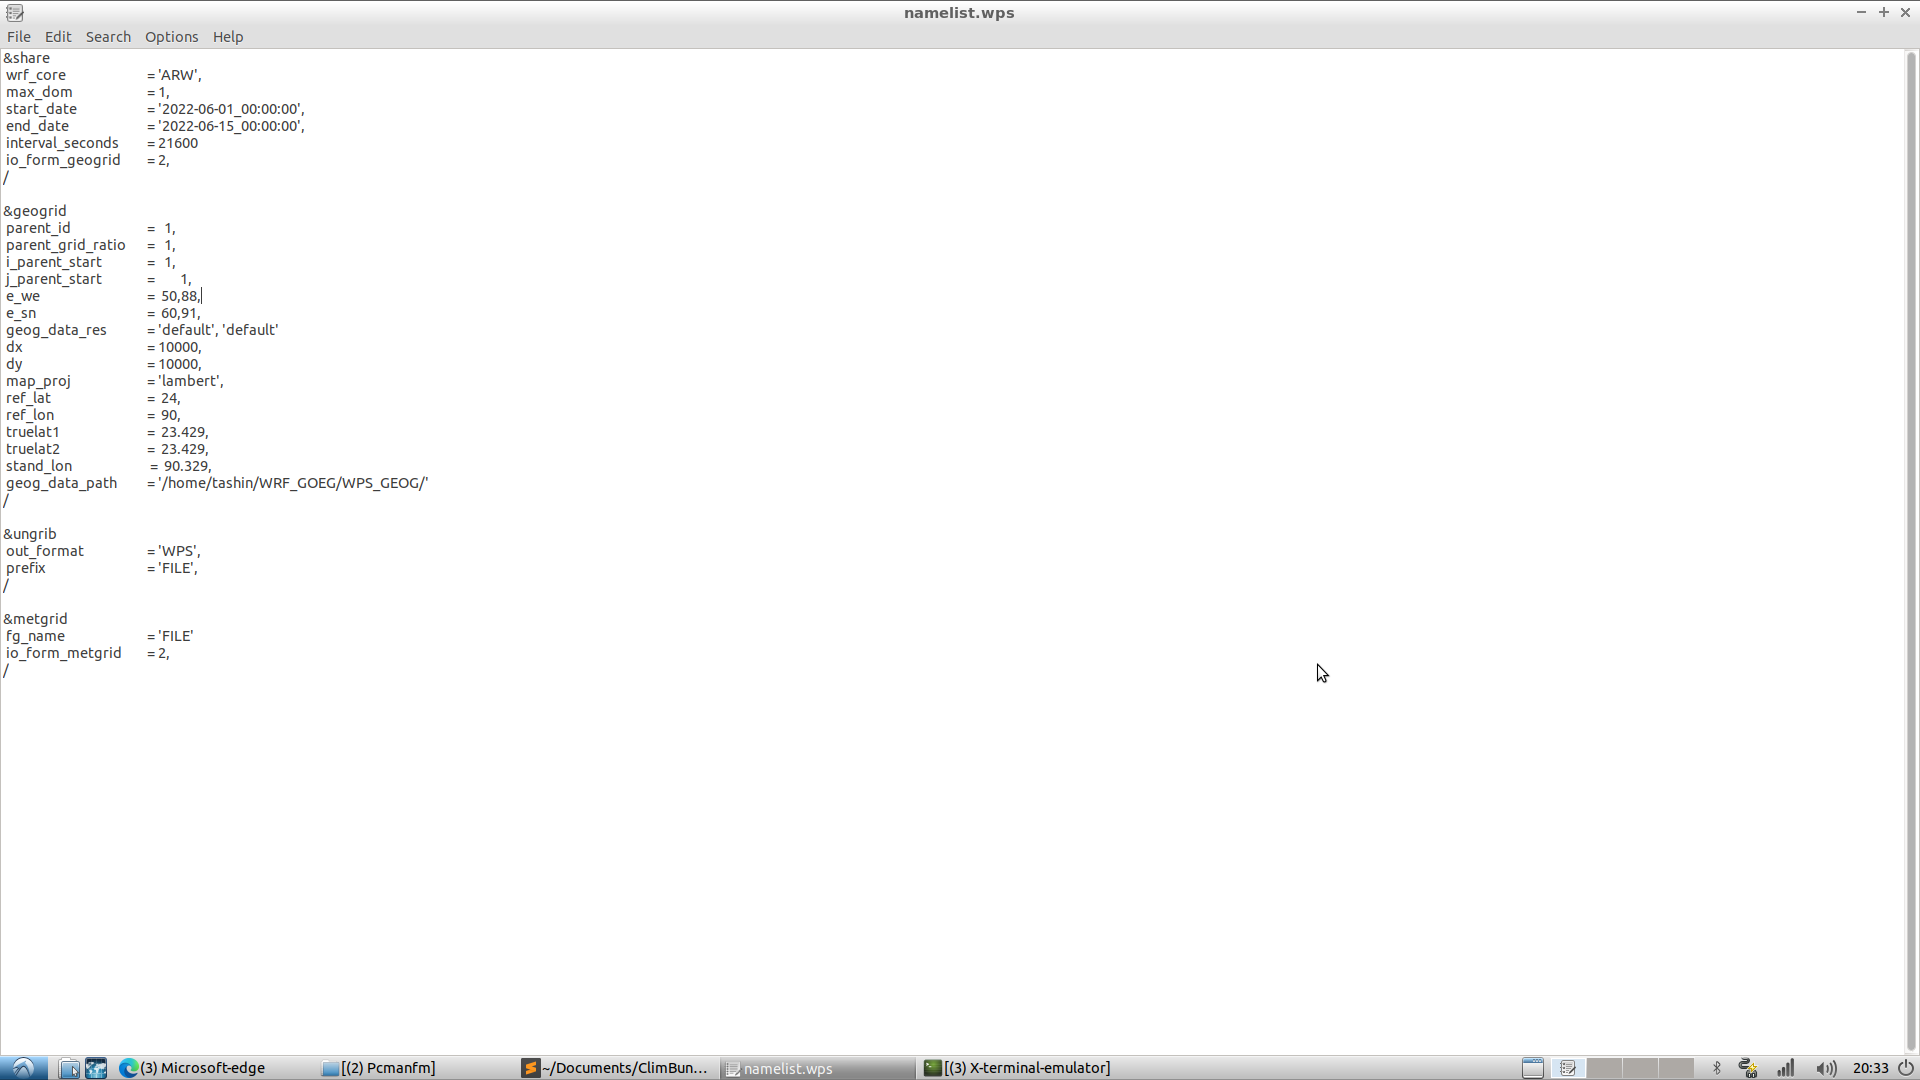 namelist.wps
File Edit Search Options Help
&share
wrf_core = 'ARW',
max_dom = 1,
start_date = '2022-06-01_00:00:00',
end_date = '2022-06-15_00:00:00',
interval_seconds = 21600
io_form_geogrid = 2,
/
&geogrid
parent_id = 1,
parent_grid_ratio = 1,
i_parent_start = 1,
j_parent_start = 1,
e_we = 50,88,
e_sn = 60,91,
geog_data_res = 'default', 'default'
dx = 10000,
dy = 10000,
map_proj = 'lambert',
ref_lat = 24,
ref_lon = 90,
truelat1 = 23.429,
truelat2 = 23.429,
stand_lon = 90.329,
geog_data_path = '/home/tashin/WRF_GOEG/WPS_GEOG/'
/
&ungrib
out_format = 'WPS',
prefix = 'FILE',
/
&metgrid
fg_name = 'FILE'
io_form_metgrid = 2,
/
(3) Microsoft-edge [(2) Pcmanfm] ~/Documents/ClimBun... namelist.wps [(3) X-terminal-emulator] 20:33